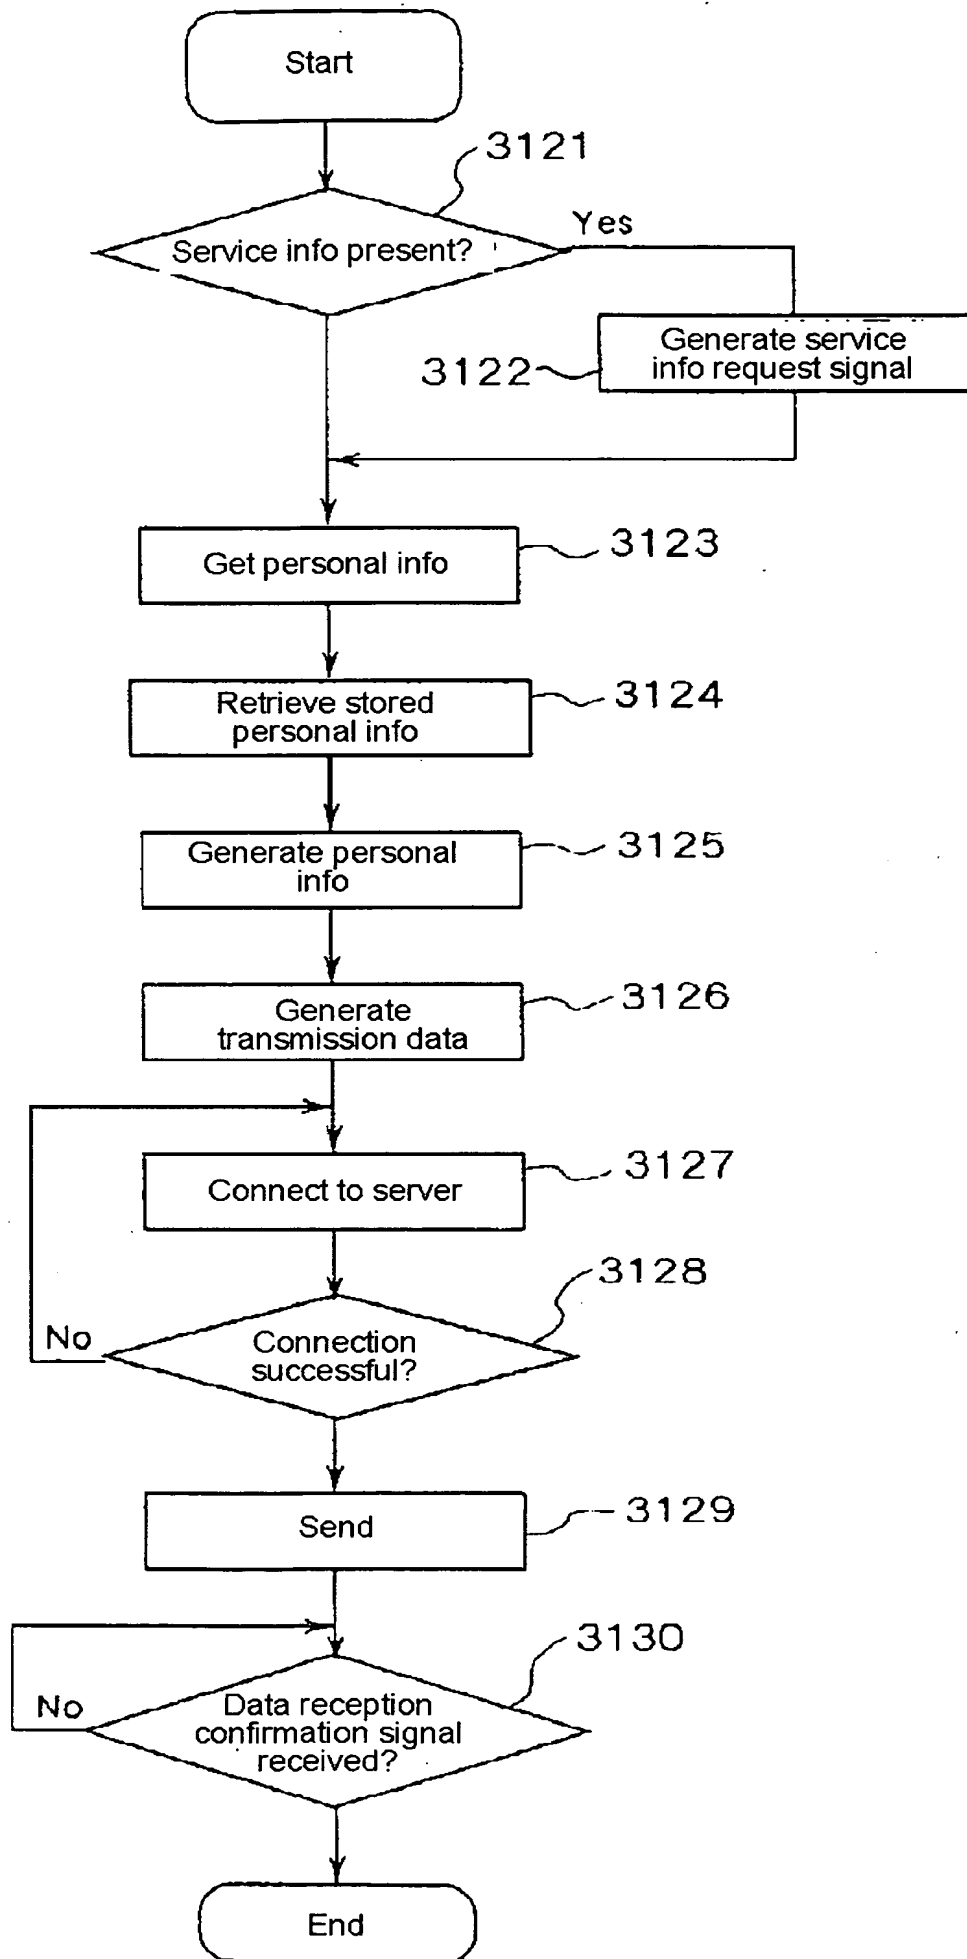 Start
3121
Service info present?
Yes
Generate service
info request signal
3122
Get personal info
3123
Retrieve stored
personal info
3124
Generate personal
info
3125
Generate
transmission data
3126
Connect to server
3127
3128
Connection
successful?
No
Send
3129
3130
Data reception
confirmation signal
received?
No
End